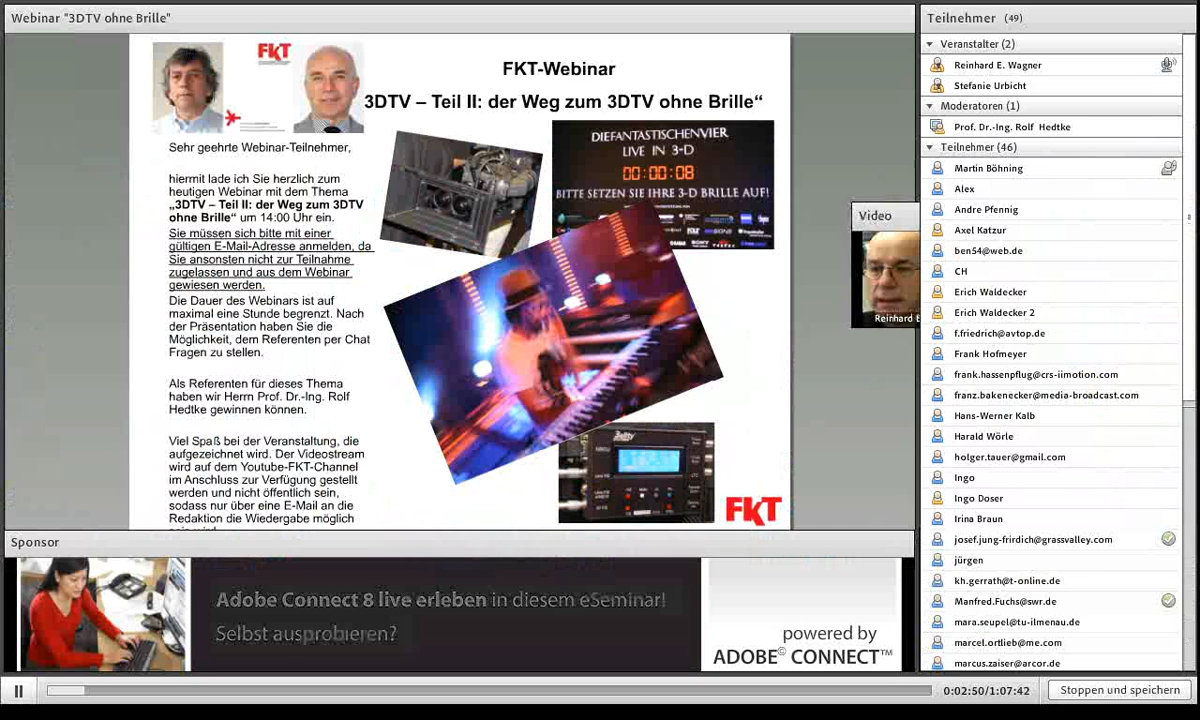 Webinar "3DTV ohne Brille"
FKT
FKT-Webinar
3DTV – Teil II: der Weg zum 3DTV ohne Brille“
Sehr geehrte Webinar-Teilnehmer,
hiermit lade ich Sie herzlich zum
heutigen Webinar mit dem Thema
„3DTV – Teil II: der Weg zum 3DTV
ohne Brille“ um 14:00 Uhr ein.
Sie müssen sich bitte mit einer
gültigen E-Mail-Adresse anmelden, da
Sie ansonsten nicht zur Teilnahme
zugelassen und aus dem Webinar
gewiesen werden.
Die Dauer des Webinars ist auf
maximal eine Stunde begrenzt. Nach
der Präsentation haben Sie die
Möglichkeit, dem Referenten per Chat
Fragen zu stellen.
Als Referenten für dieses Thema
haben wir Herrn Prof. Dr.-Ing. Rolf
Hedtke gewinnen können.
Viel Spaß bei der Veranstaltung, die
aufgezeichnet wird. Der Videostream
wird auf dem Youtube-FKT-Channel
im Anschluss zur Verfügung gestellt
werden und nicht öffentlich sein,
sodass nur über eine E-Mail an die
Redaktion die Wiedergabe möglich
DIEFANTASTISCHENVIER
LIVE IN 3-D
00:00:08
BITTE SETZEN SIE IHRE 3-D BRILLE AUF!
SONY
FKT
Video
Reinhard E
Sponsor
Adobe Connect 8 live erleben in diesem eSeminar!
Selbst ausprobieren?
powered by
ADOBE© CONNECT™
0:02:50/1:07:42
Stoppen und speichern
Teilnehmer (49)
Veranstalter (2)
Reinhard E. Wagner
Stefanie Urbicht
Moderatoren (1)
Prof. Dr.-Ing. Rolf Hedtke
Teilnehmer (46)
Martin Böhning
Alex
Andre Pfennig
Axel Katzur
ben54@web.de
CH
Erich Waldecker
Erich Waldecker 2
f.friedrich@avtop.de
Frank Hofmeyer
frank.hassenpflug@crs-iimotion.com
franz.bakenecker@media-broadcast.com
Hans-Werner Kalb
Harald Wörle
holger.tauer@gmail.com
Ingo
Ingo Doser
Irina Braun
josef.jung-frirdich@grassvalley.com
jürgen
kh.gerrath@t-online.de
Manfred.Fuchs@swr.de
mara.seupel@tu-ilmenau.de
marcel.ortlieb@me.com
marcus.zaiser@arcor.de